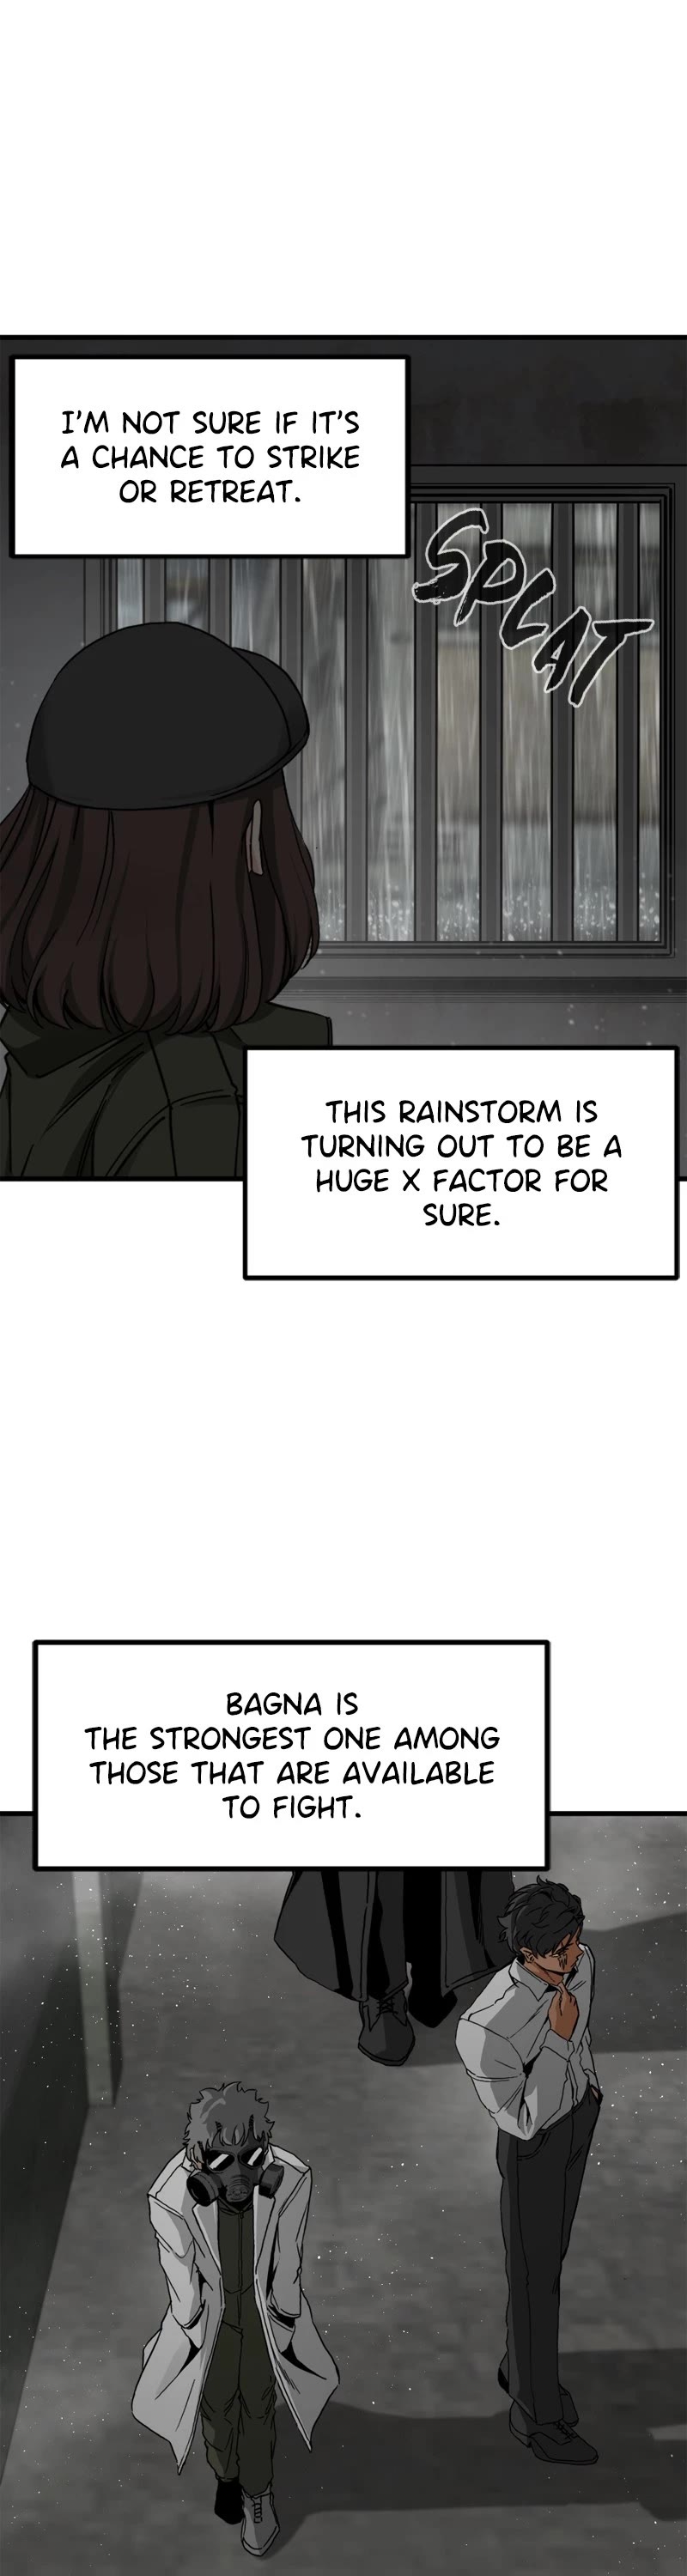 I'M NOT SURE IF IT'S
A CHANCE TO STRIKE
OR RETREAT.
SPLAT
THIS RAINSTORM IS
TURNING OUT TO BE A
HUGE X FACTOR FOR
SURE.
BAGNA IS
THE STRONGEST ONE AMONG
THOSE THAT ARE AVAILABLE
TO FIGHT.